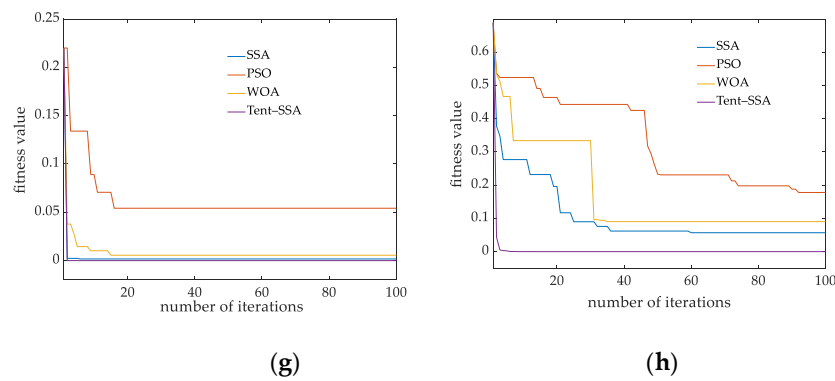 0.25
0.2
0.15
0.1
0.05
0
fitness value
SSA
PSO
WOA
Tent–SSA
20 40 60 80 100
number of iterations
(g)
0.6
0.5
0.4
0.3
0.2
0.1
0
fitness value
SSA
PSO
WOA
Tent–SSA
20 40 60 80 100
number of iterations
(h)